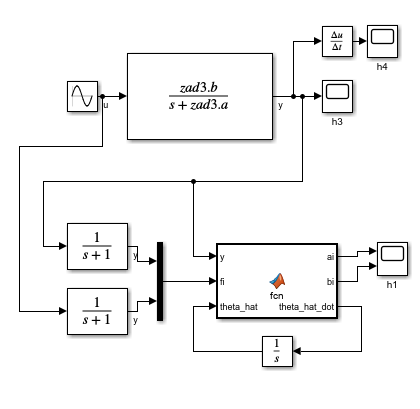 Δu
Δt
h4
zad3.b
s + zad3.a
u
y
h3
1
s + 1
y
1
s + 1
y
y
fi
theta_hat
fcn
ai
bi
theta_hat_dot
h1
1
s